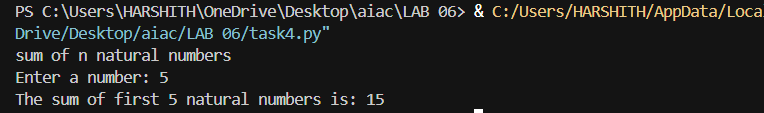 PS C:\Users\HARSHITH\OneDrive\Desktop\aiac\LAB 06> & C:/Users/HARSHITH/AppData/Loca
Drive/Desktop/aiac/LAB 06/task4.py"
sum of n natural numbers
Enter a number: 5
The sum of first 5 natural numbers is: 15